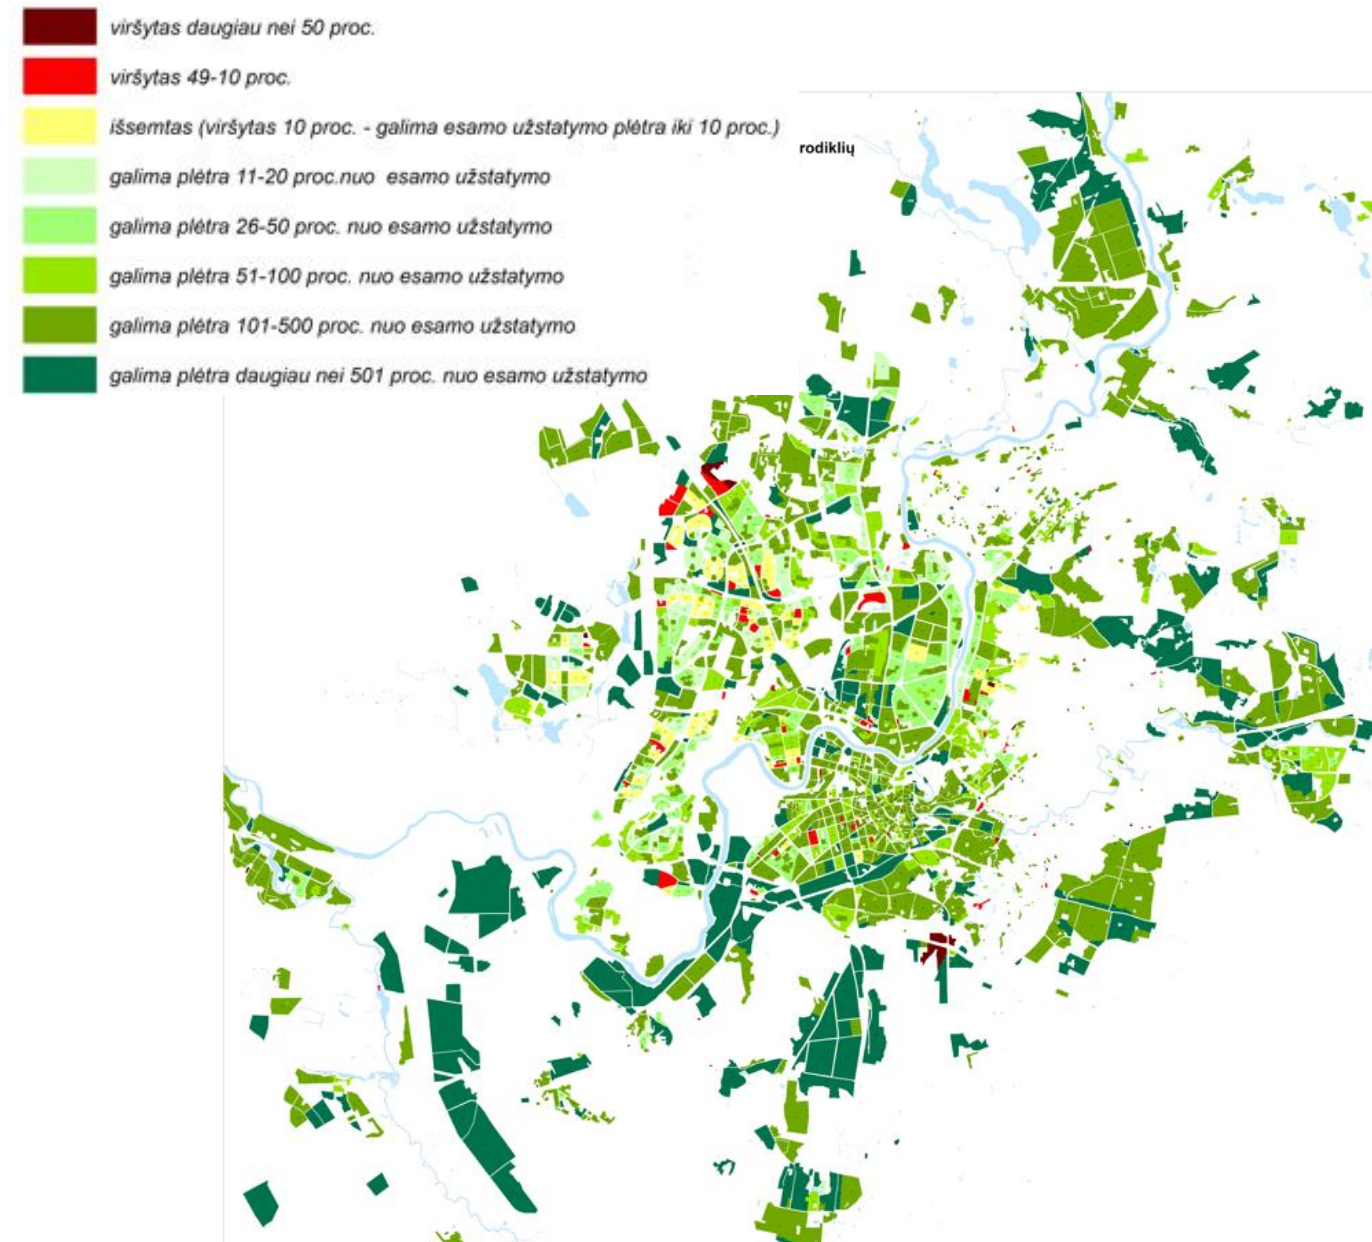 viršytas daugiau nei 50 proc.
viršytas 49-10 proc.
išsemtas (viršytas 10 proc. - galima esamo užstatymo plėtra iki 10 proc.)
rodiklių
galima plėtra 11-20 proc.nuo esamo užstatymo
galima plėtra 26-50 proc. nuo esamo užstatymo
galima plėtra 51-100 proc. nuo esamo užstatymo
galima plėtra 101-500 proc. nuo esamo užstatymo
galima plėtra daugiau nei 501 proc. nuo esamo užstatymo